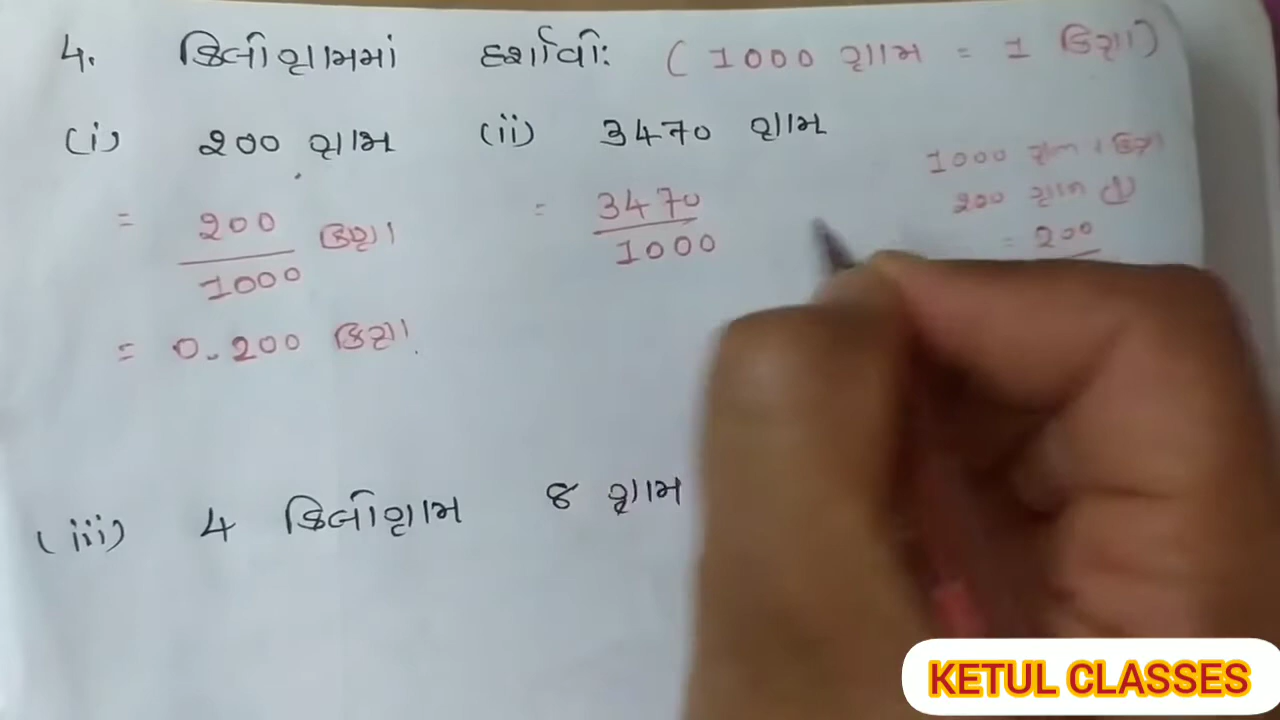 4. કિલોગ્રામમાં દર્શાવો: (1000 ગ્રામ = 1 કિગ્રા)
(i) 200 ગ્રામ (ii) 3470 ગ્રામ
= 200 કિગ્રા
1000
= 0.200 કિગ્રા.
= 3470
1000
1000 ગ્રામ 1 કિગ્રા
200 ગ્રામ (?)
= 200
(iii) 4 કિલોગ્રામ 8 ગ્રામ
KETUL CLASSES